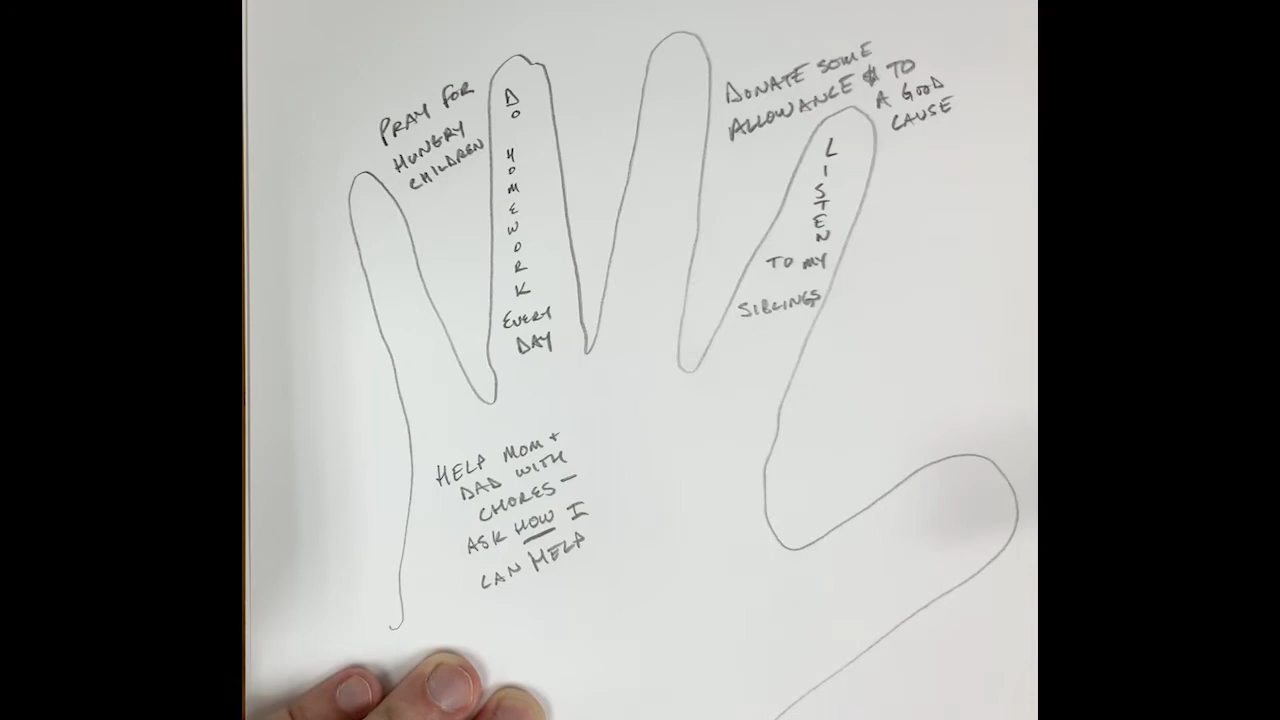 PRAY FOR
HUNGRY
CHILDREN
DO
HOMEWORK
EVERY
DAY
DONATE SOME
ALLOWANCE $ TO
A GOOD
CAUSE
LISTEN
TO MY
SIBLINGS
HELP MOM +
DAD WITH
CHORES –
ASK HOW I
CAN HELP